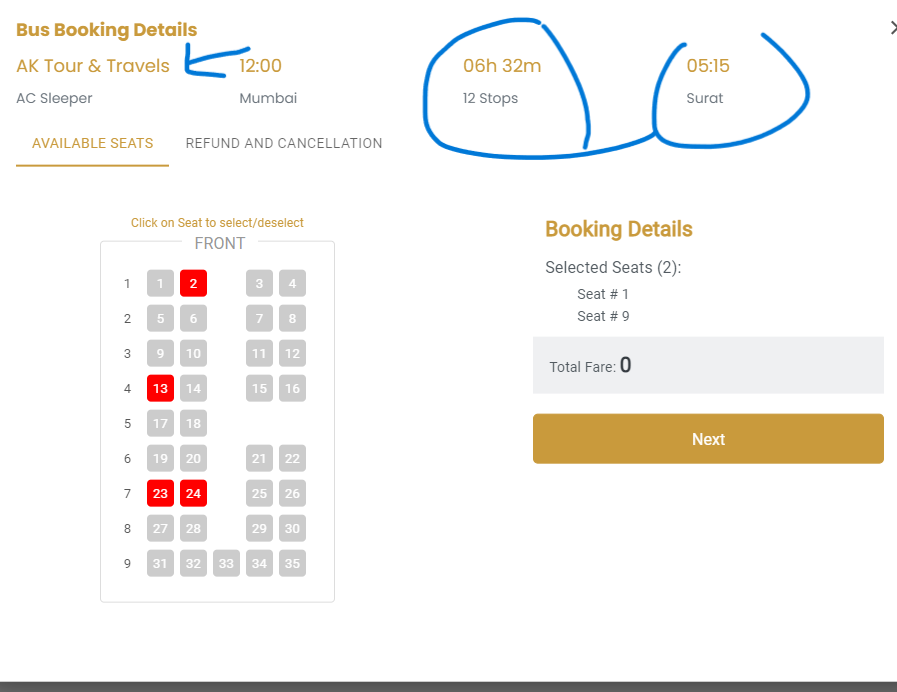 Bus Booking Details
AK Tour & Travels 12:00 06h 32m 05:15
AC Sleeper Mumbai 12 Stops Surat
AVAILABLE SEATS REFUND AND CANCELLATION
Click on Seat to select/deselect
FRONT
1 1 2 3 4
2 5 6 7 8
3 9 10 11 12
4 13 14 15 16
5 17 18
6 19 20 21 22
7 23 24 25 26
8 27 28 29 30
9 31 32 33 34 35
Booking Details
Selected Seats (2):
Seat # 1
Seat # 9
Total Fare: 0
Next